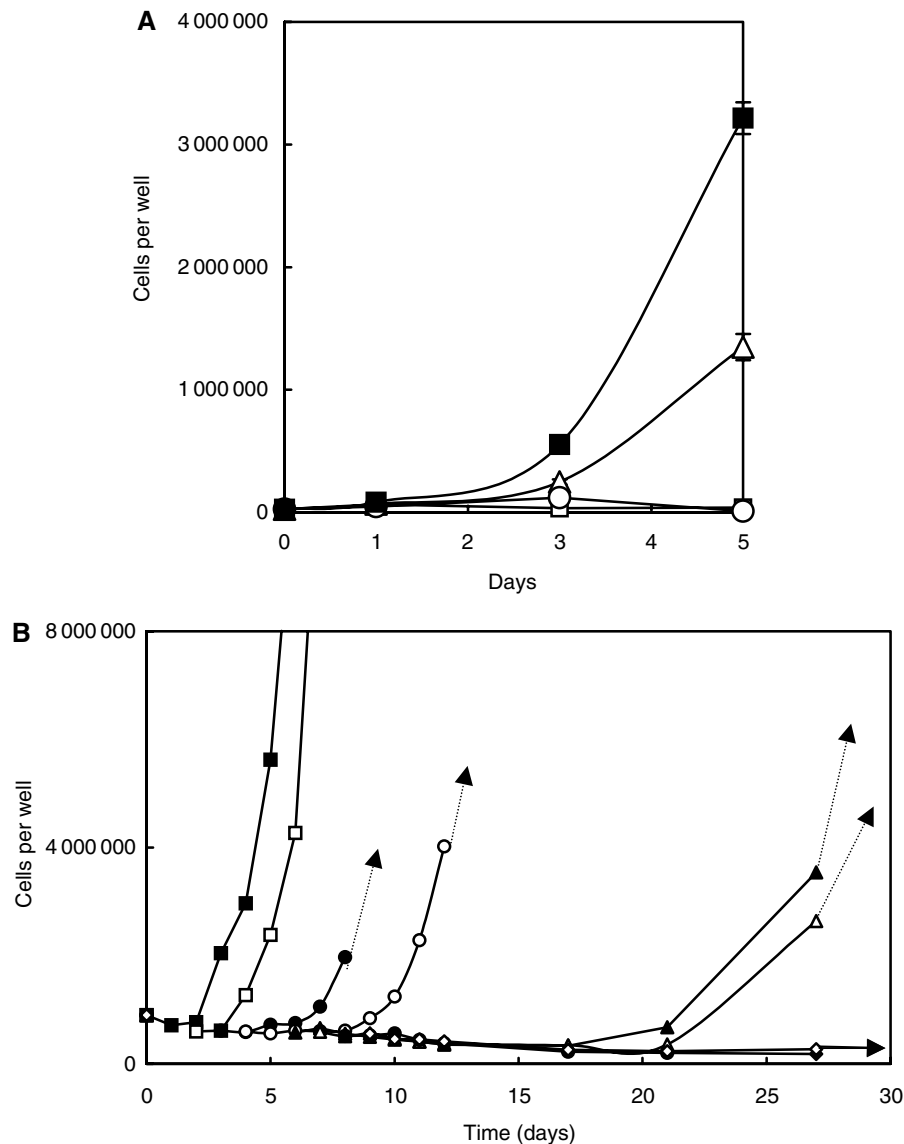 A
4 000 000
3 000 000
2 000 000
1 000 000
0
Cells per well
0 1 2 3 4 5
Days
B
8 000 000
4 000 000
0
Cells per well
0 5 10 15 20 25 30
Time (days)